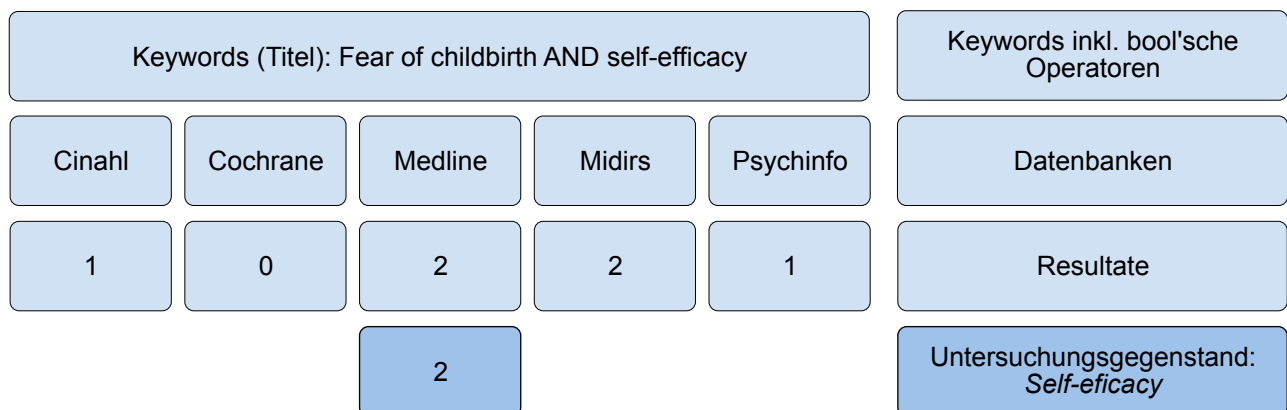 Keywords (Titel): Fear of childbirth AND self-efficacy
Keywords inkl. bool'sche
Operatoren
Cinahl
Cochrane
Medline
Midirs
Psychinfo
Datenbanken
1
0
2
2
1
Resultate
2
Untersuchungsgegenstand:
Self-eficacy